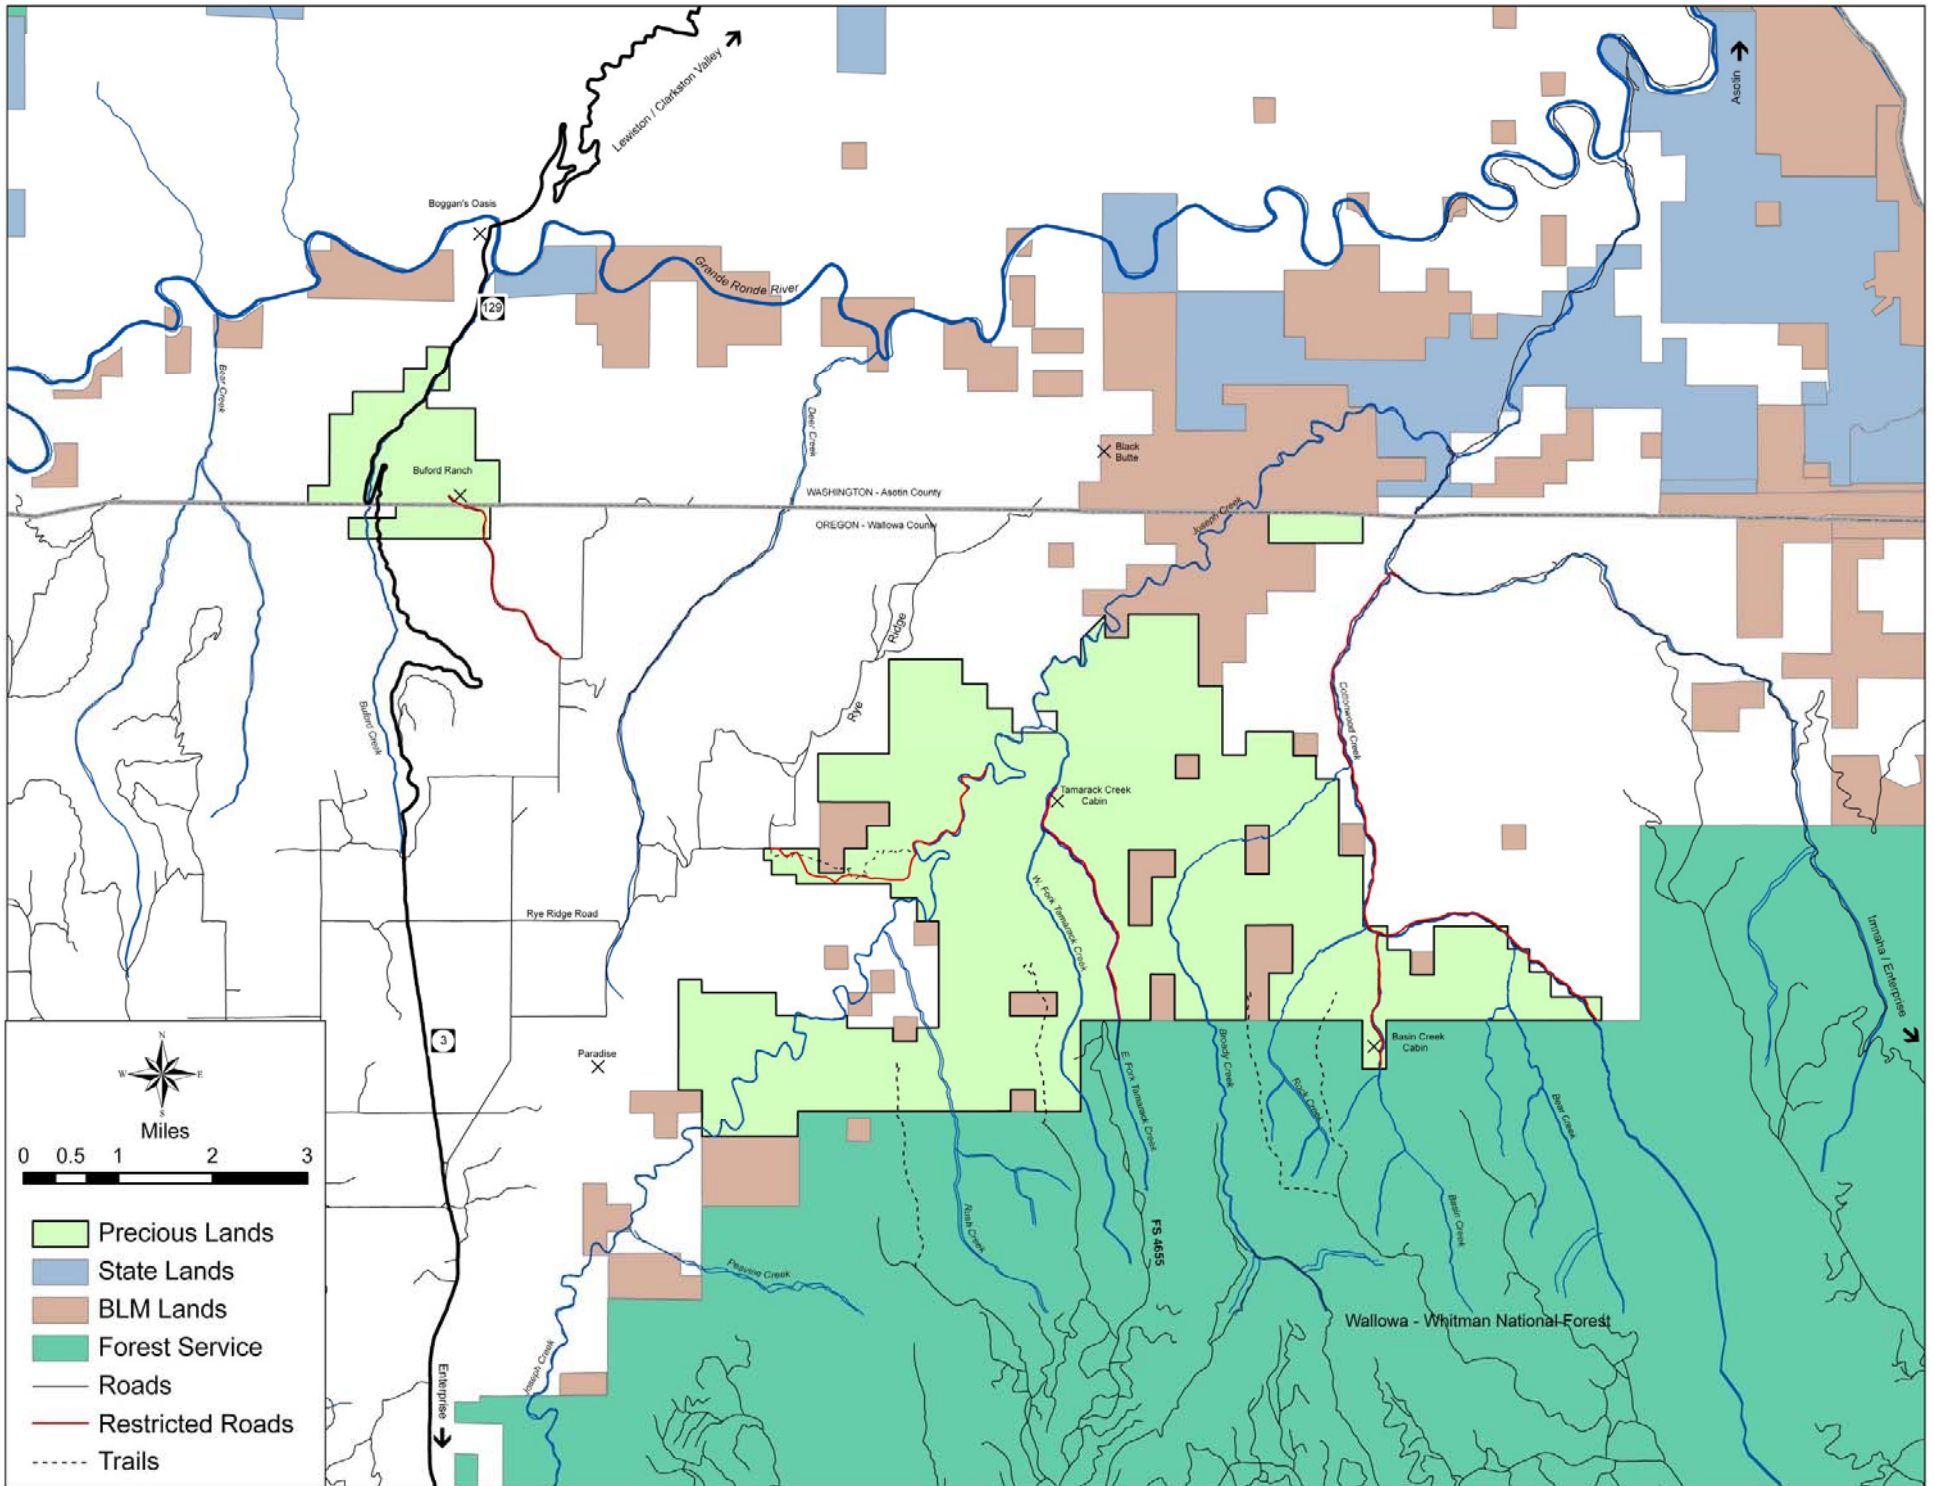 Asotin
Lewiston / Clarkston Valley
Boggan's Oasis
Grande Ronde River
129
Bear Creek
Deer Creek
Black
Butte
Buford Ranch
WASHINGTON - Asotin County
OREGON - Wallowa County
Joseph Creek
Ridge
Rye
Cottonwood Creek
Buford Creek
Tamarack Creek
Cabin
W. Fork Tamarack Creek
Rye Ridge Road
Imnaha / Enterprise
3
Paradise
Basin Creek
Cabin
E. Fork Tamarack Creek
Broady Creek
Rock Creek
Bear Creek
Rush Creek
FS 4655
Basin Creek
Peavine Creek
Wallowa - Whitman National Forest
Joseph Creek
Enterprise
N
W
E
S
Miles
0 0.5 1 2 3
Precious Lands
State Lands
BLM Lands
Forest Service
Roads
Restricted Roads
Trails